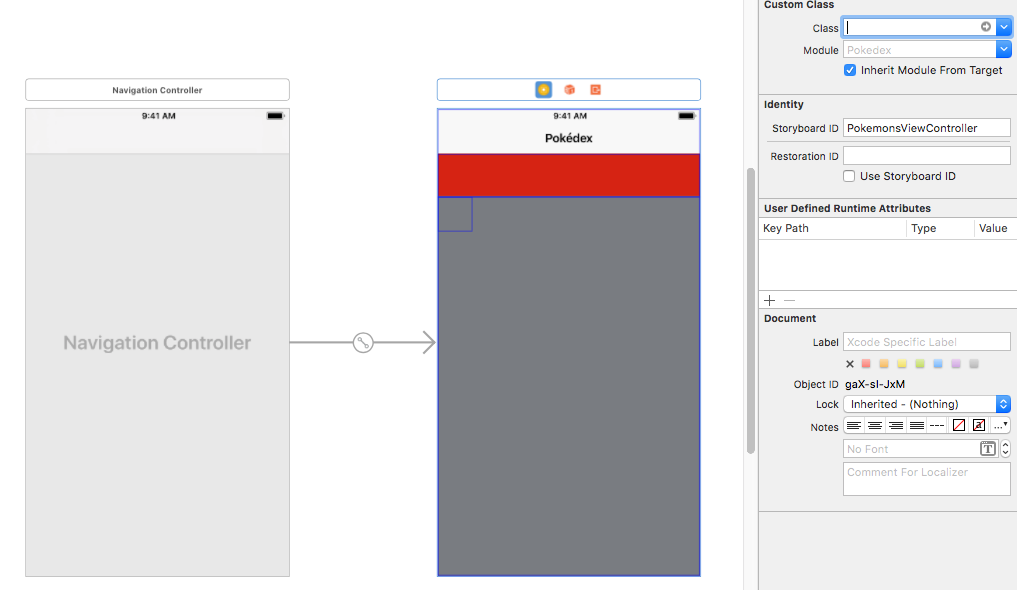 Navigation Controller
9:41 AM
Navigation Controller
9:41 AM
Pokédex
Custom Class
Class
Module Pokedex
Inherit Module From Target
Identity
Storyboard ID PokemonsViewController
Restoration ID
Use Storyboard ID
User Defined Runtime Attributes
Key Path Type Value
Document
Label Xcode Specific Label
Object ID gaX-sI-JxM
Lock Inherited - (Nothing)
Notes
No Font
Comment For Localizer